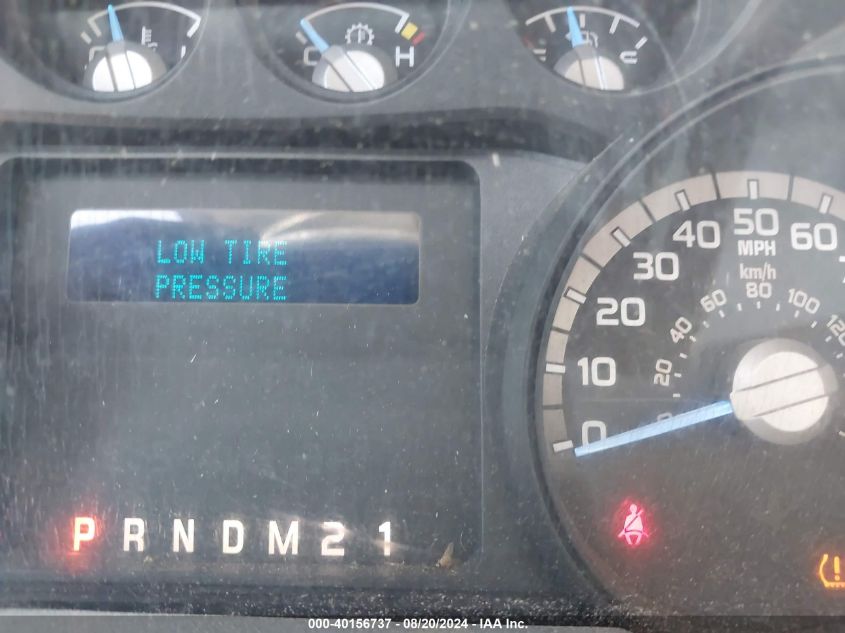 C
C H
E
LOW TIRE
PRESSURE
0 10 20 30 40 50 60
MPH
km/h
20 40 60 80 100 120
P R N D M 2 1
000-40156737 - 08/20/2024 - IAA Inc.